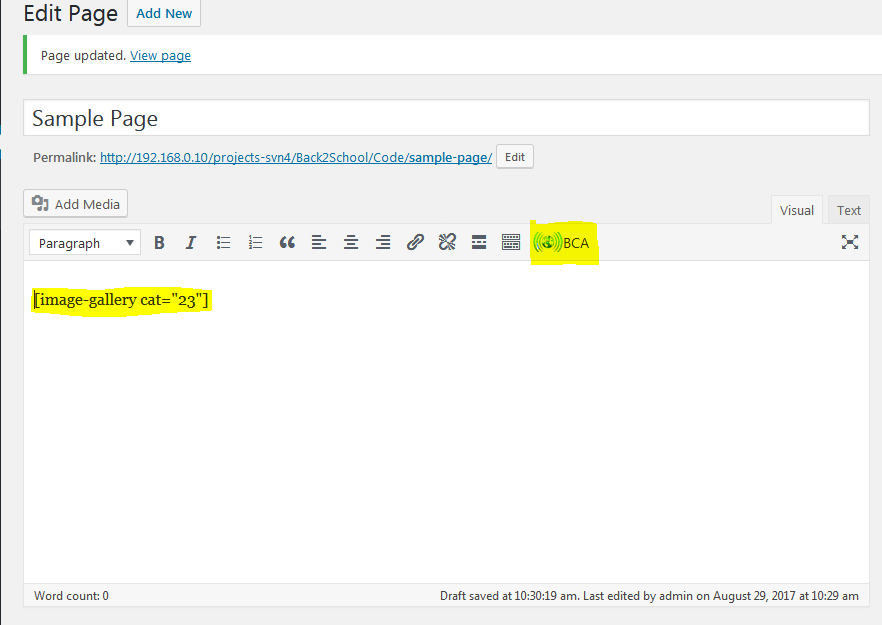 Edit Page Add New
Page updated. View page
Sample Page
Permalink: http://192.168.0.10/projects-svn4/Back2School/Code/sample-page/ Edit
Add Media
Visual Text
Paragraph B I BCA
[image-gallery cat="23"]
Word count: 0 Draft saved at 10:30:19 am. Last edited by admin on August 29, 2017 at 10:29 am